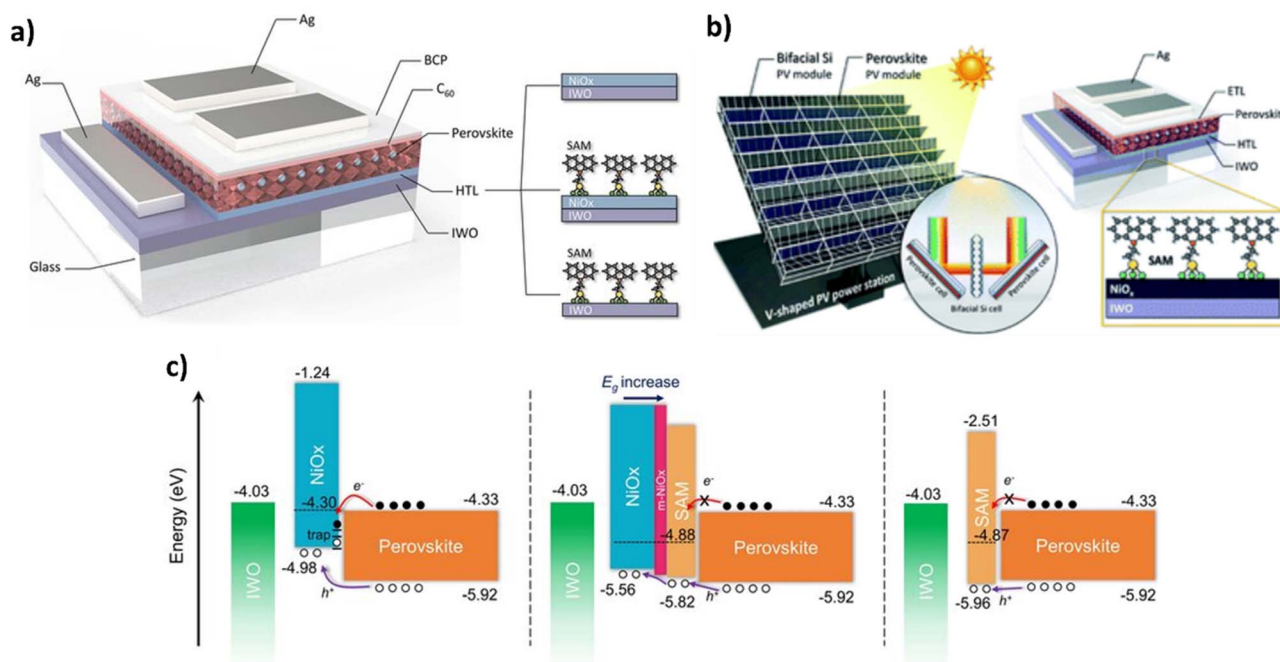 a)
Ag
Ag
BCP
C60
Perovskite
HTL
IWO
Glass
NiOx
IWO
SAM
NiOx
IWO
SAM
IWO
b)
Bifacial Si
PV module
Perovskite
PV module
V-shaped PV power station
Perovskite cell
Perovskite cell
Bifacial Si cell
Ag
ETL
Perovskite
HTL
IWO
SAM
NiOx
IWO
c)
Energy (eV)
-4.03
IWO
-1.24
NiOx
-4.30
trap
-4.98
e-
h+
-4.33
Perovskite
-5.92
Eg increase
-4.03
IWO
NiOx
m-NiOx
SAM
-4.88
-5.56
-5.82
e-
h+
-4.33
Perovskite
-5.92
-4.03
IWO
-2.51
SAM
-4.87
-5.96
e-
h+
-4.33
Perovskite
-5.92